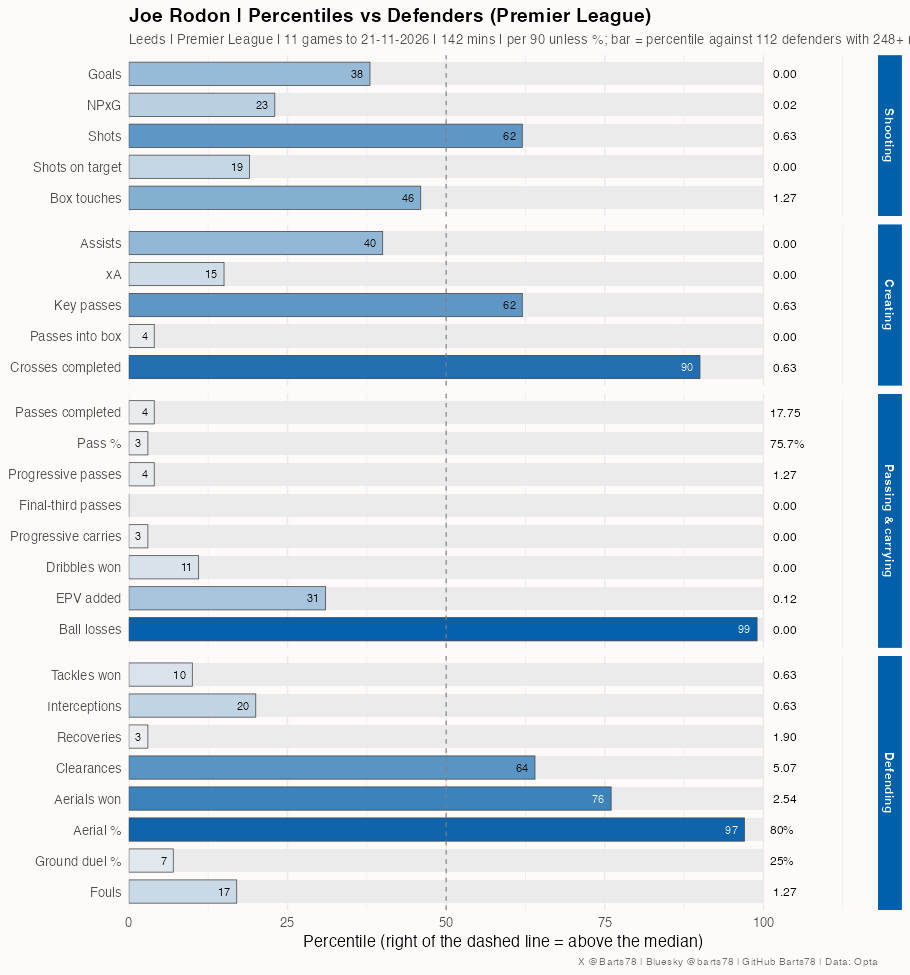 Joe Rodon | Percentiles vs Defenders (Premier League)
Leeds | Premier League | 11 games to 21-11-2026 | 142 mins | per 90 unless %; bar = percentile against 112 defenders with 248+
Goals 38 0.00
NPxG 23 0.02
Shots 62 0.63
Shots on target 19 0.00
Box touches 46 1.27
Shooting
Assists 40 0.00
xA 15 0.00
Key passes 62 0.63
Passes into box 4 0.00
Crosses completed 90 0.63
Creating
Passes completed 4 17.75
Pass % 3 75.7%
Progressive passes 4 1.27
Final-third passes 0.00
Progressive carries 3 0.00
Dribbles won 11 0.00
EPV added 31 0.12
Ball losses 99 0.00
Passing & carrying
Tackles won 10 0.63
Interceptions 20 0.63
Recoveries 3 1.90
Clearances 64 5.07
Aerials won 76 2.54
Aerial % 97 80%
Ground duel % 7 25%
Fouls 17 1.27
Defending
0 25 50 75 100
Percentile (right of the dashed line = above the median)
X @Barts78 | Bluesky @barts78 | GitHub Barts78 | Data: Opta